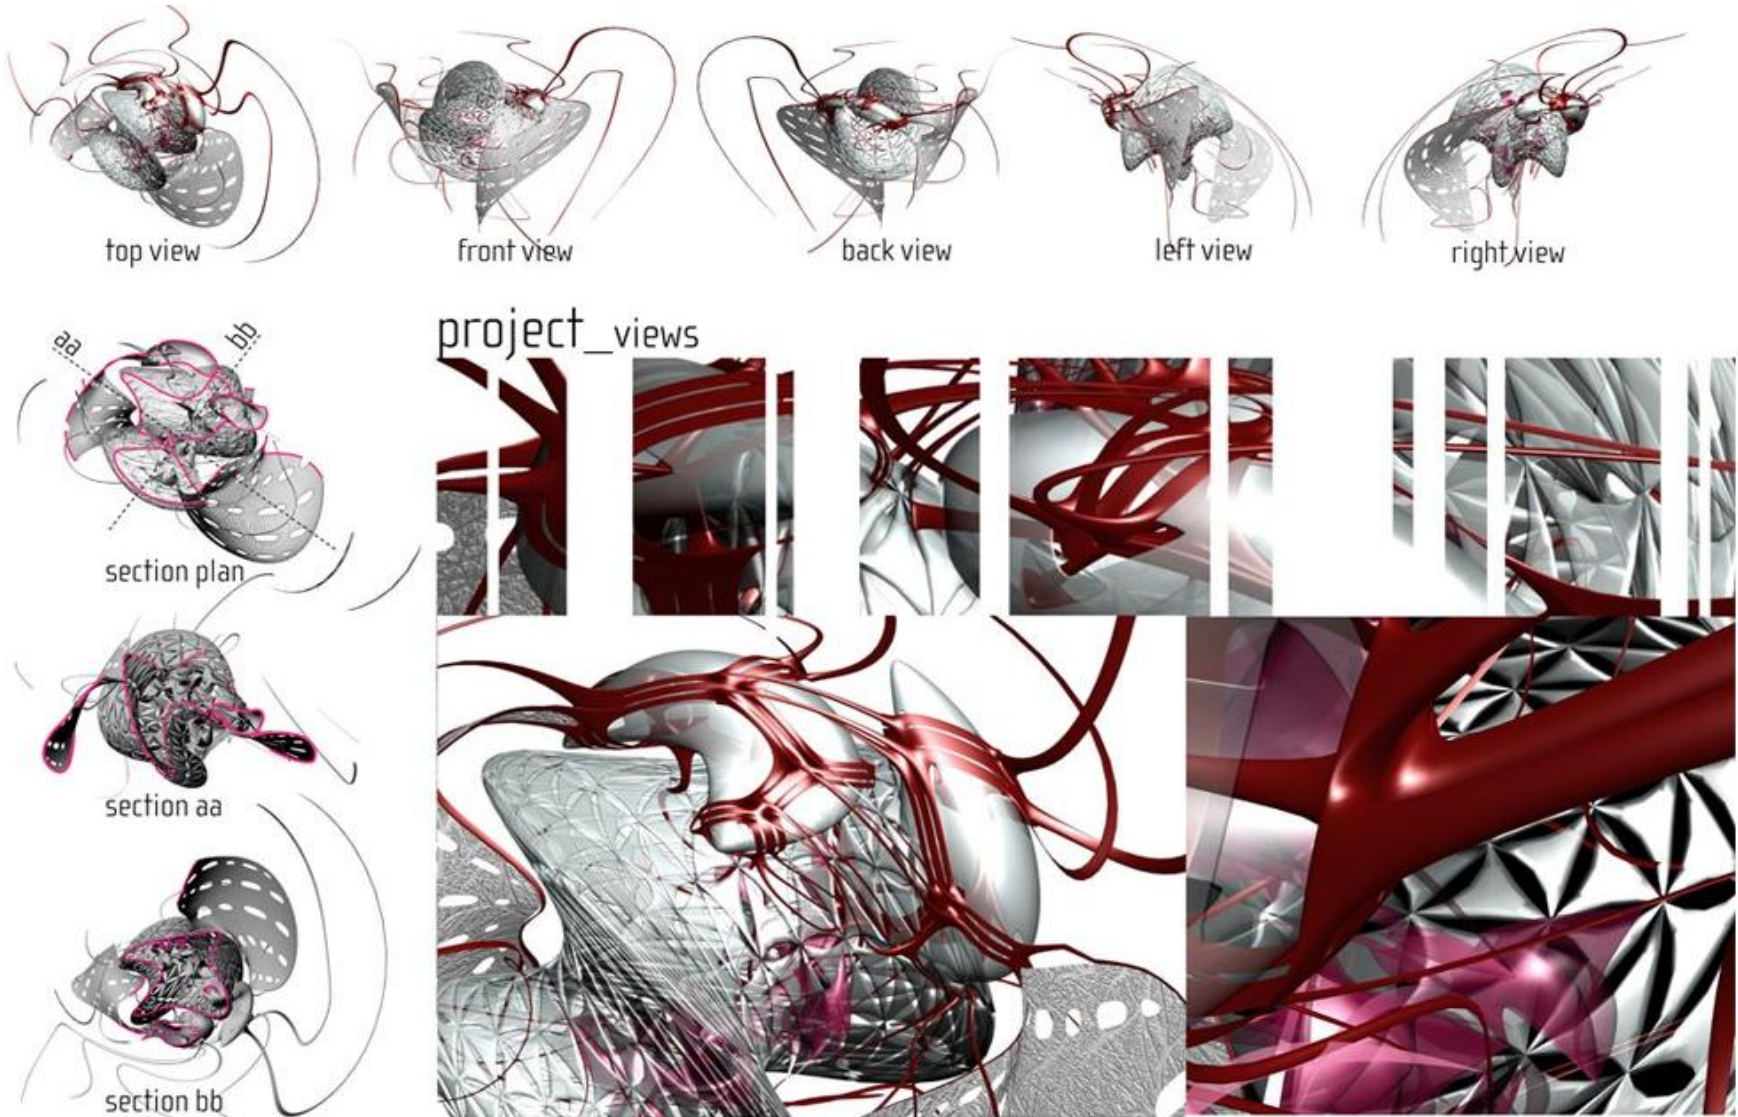 top view
front view
back view
left view
right view
aa
bb
project_views
section plan
section aa
section bb